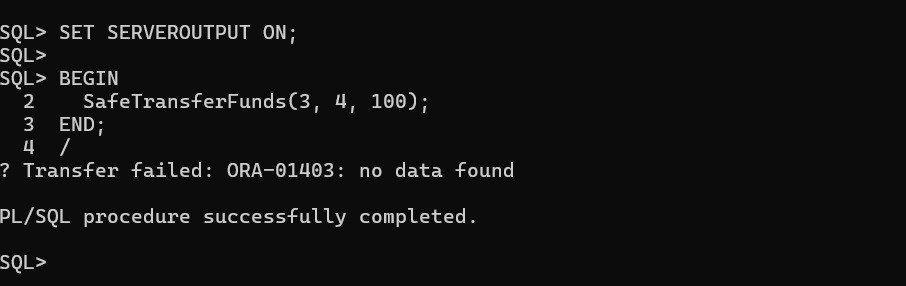 SQL> SET SERVEROUTPUT ON;
SQL>
SQL> BEGIN
  2    SafeTransferFunds(3, 4, 100);
  3  END;
  4  /
? Transfer failed: ORA-01403: no data found
PL/SQL procedure successfully completed.
SQL>